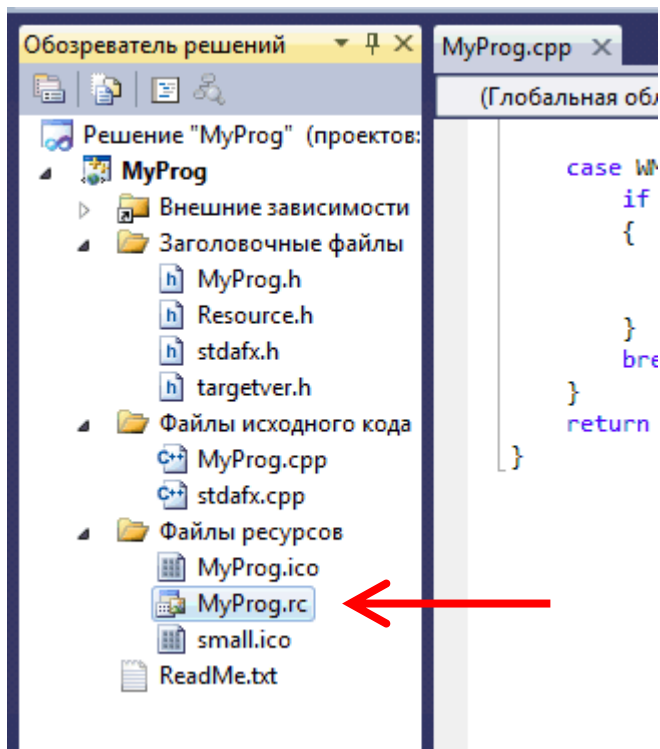 Обозреватель решений
MyProg.cpp
(Глобальная обл
Решение "MyProg" (проектов:
MyProg
Внешние зависимости
Заголовочные файлы
MyProg.h
Resource.h
stdafx.h
targetver.h
Файлы исходного кода
MyProg.cpp
stdafx.cpp
Файлы ресурсов
MyProg.ico
MyProg.rc
small.ico
ReadMe.txt
case WM
if
{
}
bre
}
return
}